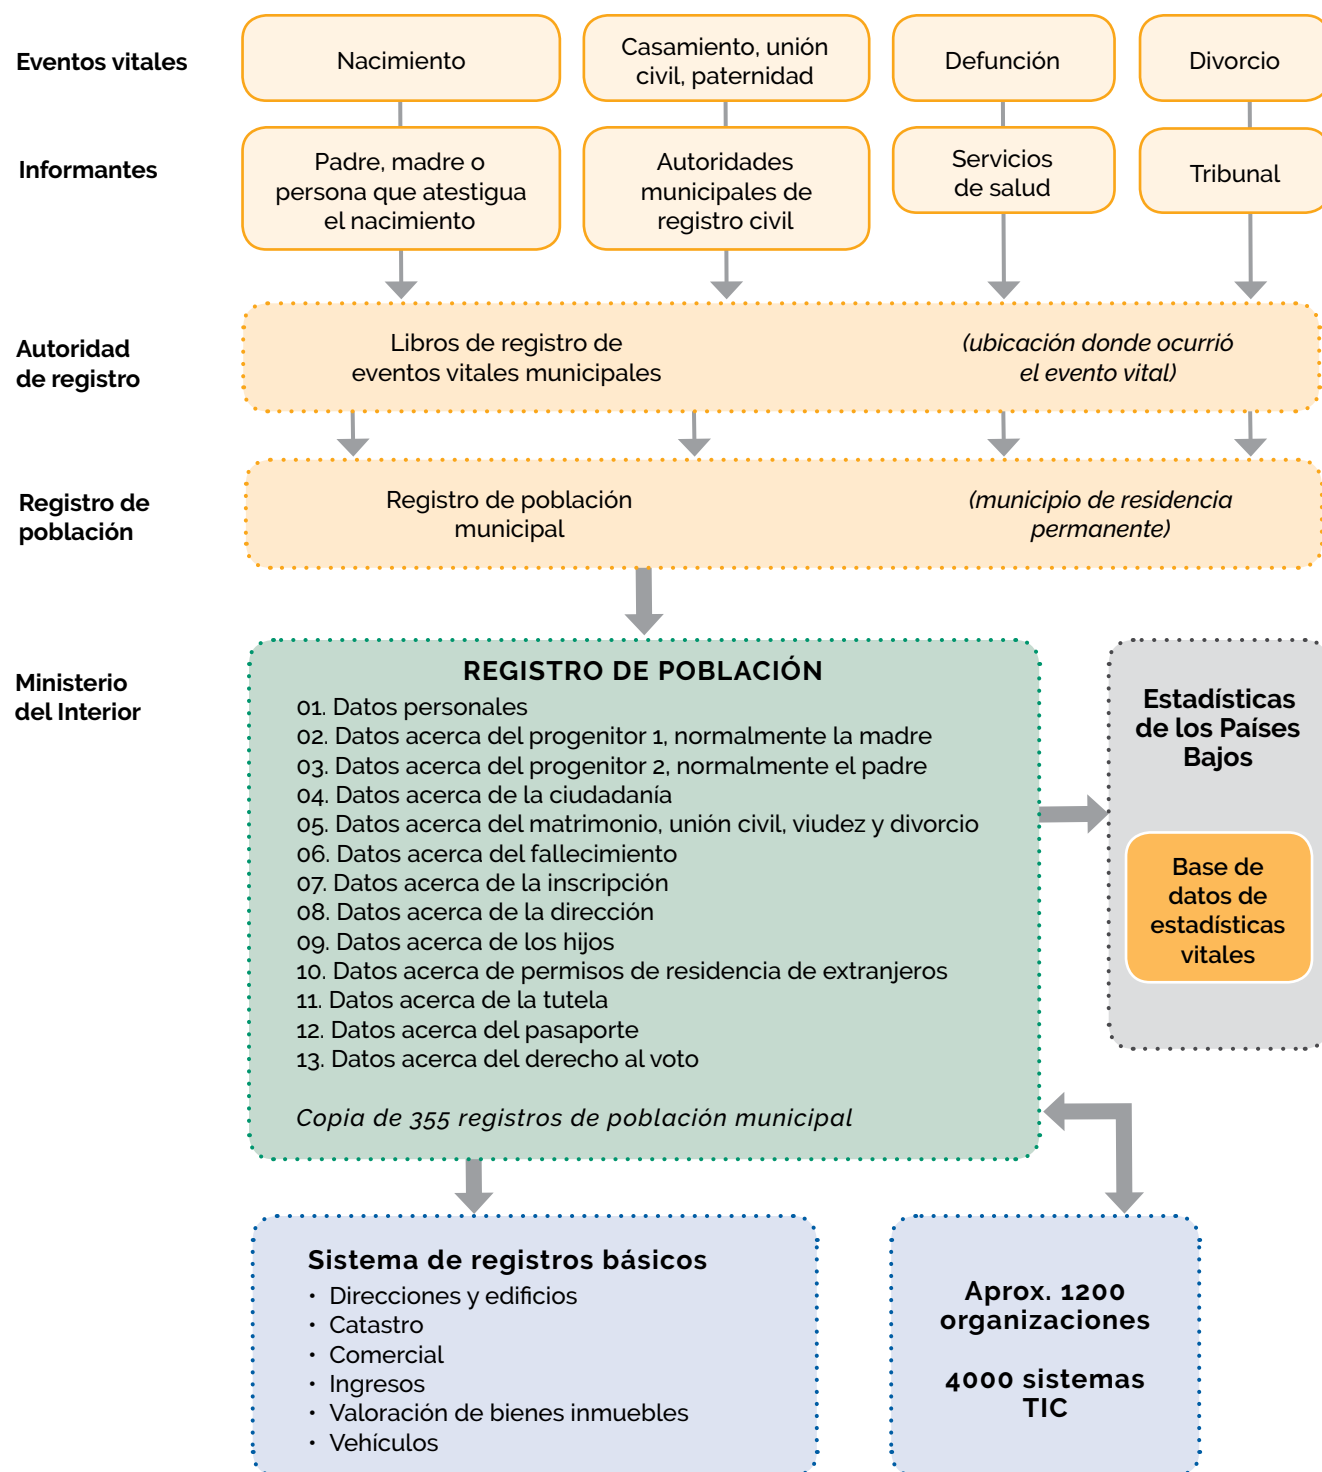 Eventos vitales
Nacimiento
Casamiento, unión
civil, paternidad
Defunción
Divorcio
Informantes
Padre, madre o
persona que atestigua
el nacimiento
Autoridades
municipales de
registro civil
Servicios
de salud
Tribunal
Autoridad
de registro
Libros de registro de
eventos vitales municipales
(ubicación donde ocurrió
el evento vital)
Registro de
población
Registro de población
municipal
(municipio de residencia
permanente)
Ministerio
del Interior
REGISTRO DE POBLACIÓN
01. Datos personales
02. Datos acerca del progenitor 1, normalmente la madre
03. Datos acerca del progenitor 2, normalmente el padre
04. Datos acerca de la ciudadanía
05. Datos acerca del matrimonio, unión civil, viudez y divorcio
06. Datos acerca del fallecimiento
07. Datos acerca de la inscripción
08. Datos acerca de la dirección
09. Datos acerca de los hijos
10. Datos acerca de permisos de residencia de extranjeros
11. Datos acerca de la tutela
12. Datos acerca del pasaporte
13. Datos acerca del derecho al voto
Copia de 355 registros de población municipal
Estadísticas
de los Países
Bajos
Base de
datos de
estadísticas
vitales
Sistema de registros básicos
• Direcciones y edificios
• Catastro
• Comercial
• Ingresos
• Valoración de bienes inmuebles
• Vehículos
Aprox. 1200
organizaciones
4000 sistemas
TIC